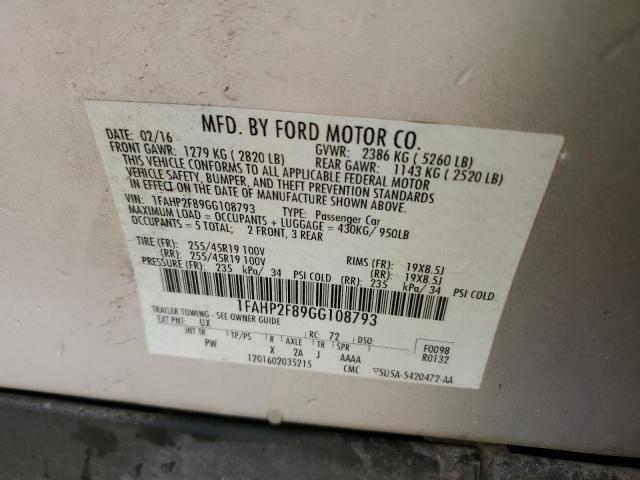 MFD. BY FORD MOTOR CO.
DATE: 02/16 GVWR: 2386 KG ( 5260 LB)
FRONT GAWR: 1279 KG ( 2820 LB) REAR GAWR: 1143 KG ( 2520 LB)
THIS VEHICLE CONFORMS TO ALL APPLICABLE FEDERAL MOTOR
VEHICLE SAFETY, BUMPER, AND THEFT PREVENTION STANDARDS
IN EFFECT ON THE DATE OF MANUFACTURE SHOWN ABOVE.
VIN: 1FAHP2F89GG108793 TYPE: Passenger Car
MAXIMUM LOAD = OCCUPANTS + LUGGAGE = 430KG/ 950LB
OCCUPANTS = 5 TOTAL; 2 FRONT, 3 REAR
TIRE (FR): 255/45R19 100V RIMS (FR): 19X8.5J
(RR): 255/45R19 100V (RR): 19X8.5J
PRESSURE (FR): 235 kPa/ 34 PSI COLD (RR): 235 kPa/ 34 PSI COLD
1FAHP2F89GG108793
TRAILER TOWING - SEE OWNER GUIDE
EXT PNT: UX RC: 72 DSO: F0098
INT TR TP/PS R AXLE TR SPR R0132
PW X 2A J AAAA
1201602035215 CMC ▽5U5A-5420472-AA